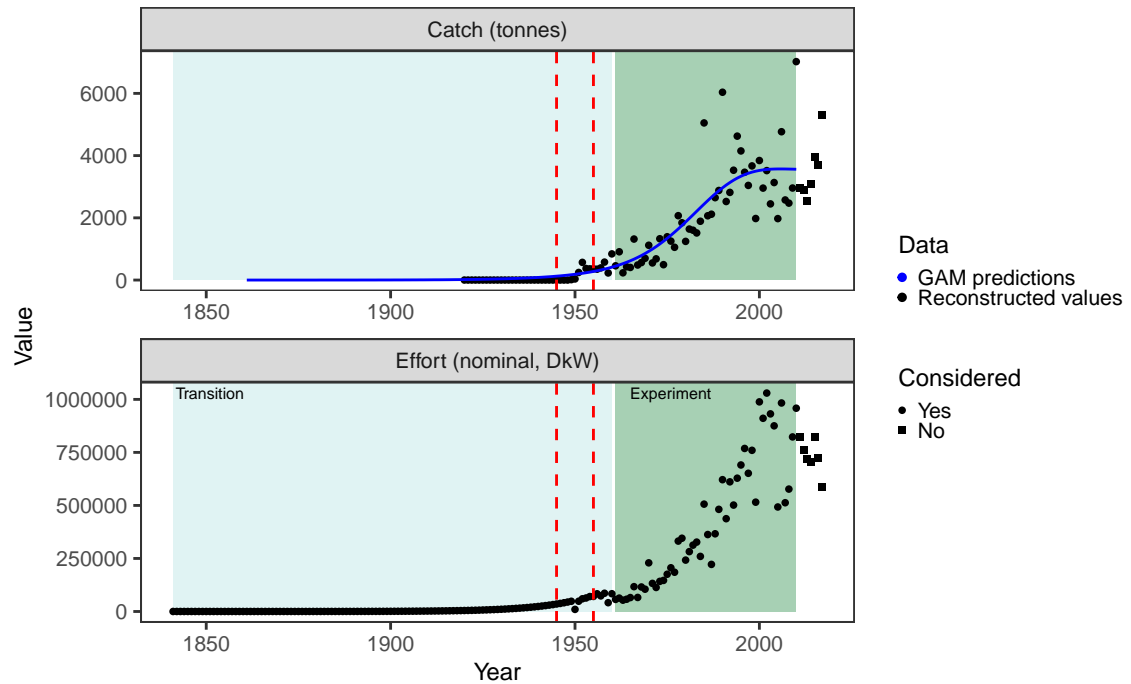 Catch (tonnes)
6000
4000
2000
0
1850
1900
1950
2000
Effort (nominal, DkW)
Transition
Experiment
1000000
750000
500000
250000
0
1850
1900
1950
2000
Value
Year
Data
GAM predictions
Reconstructed values
Considered
Yes
No